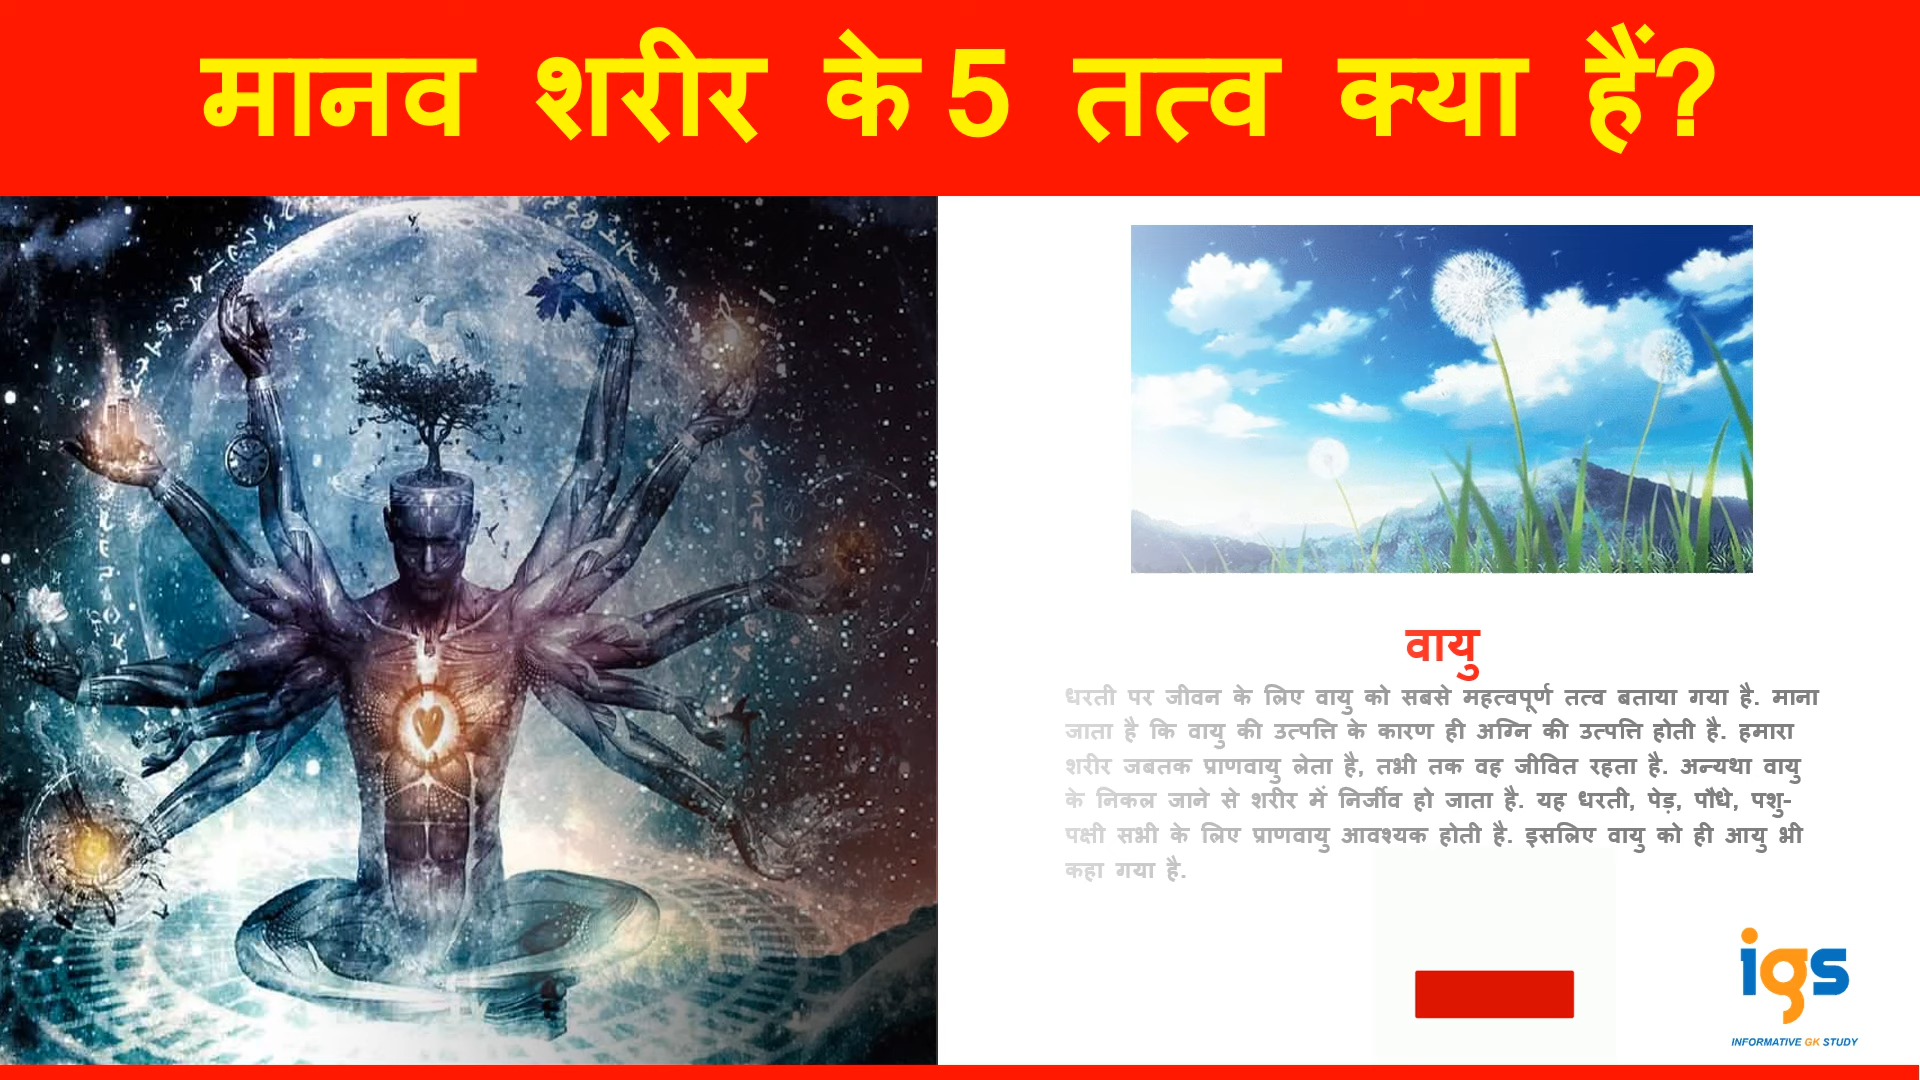 मानव शरीर के 5 तत्व क्या हैं?
वायु
धरती पर जीवन के लिए वायु को सबसे महत्वपूर्ण तत्व बताया गया है. माना
जाता है कि वायु की उत्पत्ति के कारण ही अग्नि की उत्पत्ति होती है. हमारा
शरीर जबतक प्राणवायु लेता है, तभी तक वह जीवित रहता है. अन्यथा वायु
के निकल जाने से शरीर में निर्जीव हो जाता है. यह धरती, पेड़, पौधे, पशु-
पक्षी सभी के लिए प्राणवायु आवश्यक होती है. इसलिए वायु को ही आयु भी
कहा गया है.
igs
INFORMATIVE GK STUDY